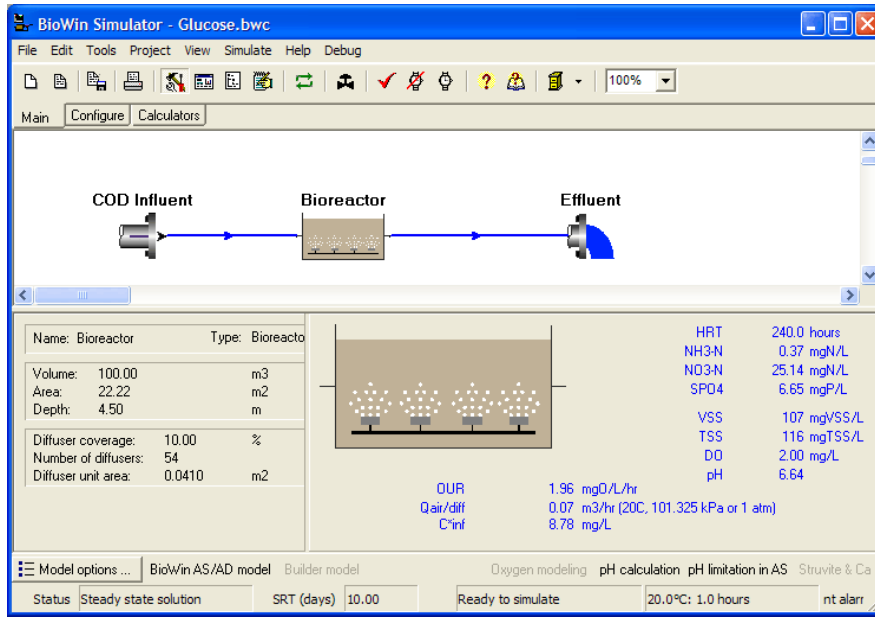 BioWin Simulator - Glucose.bwc
File Edit Tools Project View Simulate Help Debug
100%
Main Configure Calculators
COD Influent Bioreactor Effluent
Name: Bioreactor Type: Bioreacto
Volume: 100.00 m3
Area: 22.22 m2
Depth: 4.50 m
Diffuser coverage: 10.00 %
Number of diffusers: 54
Diffuser unit area: 0.0410 m2
HRT 240.0 hours
NH3-N 0.37 mgN/L
NO3-N 25.14 mgN/L
SPO4 6.65 mgP/L
VSS 107 mgVSS/L
TSS 116 mgTSS/L
DO 2.00 mg/L
pH 6.64
OUR 1.96 mgO/L/hr
Qair/diff 0.07 m3/hr (20C, 101.325 kPa or 1 atm)
C*inf 8.78 mg/L
Model options ... BioWin AS/AD model Builder model Oxygen modeling pH calculation pH limitation in AS Struvite & Ca
Status Steady state solution SRT (days) 10.00 Ready to simulate 20.0ºC: 1.0 hours nt alarr